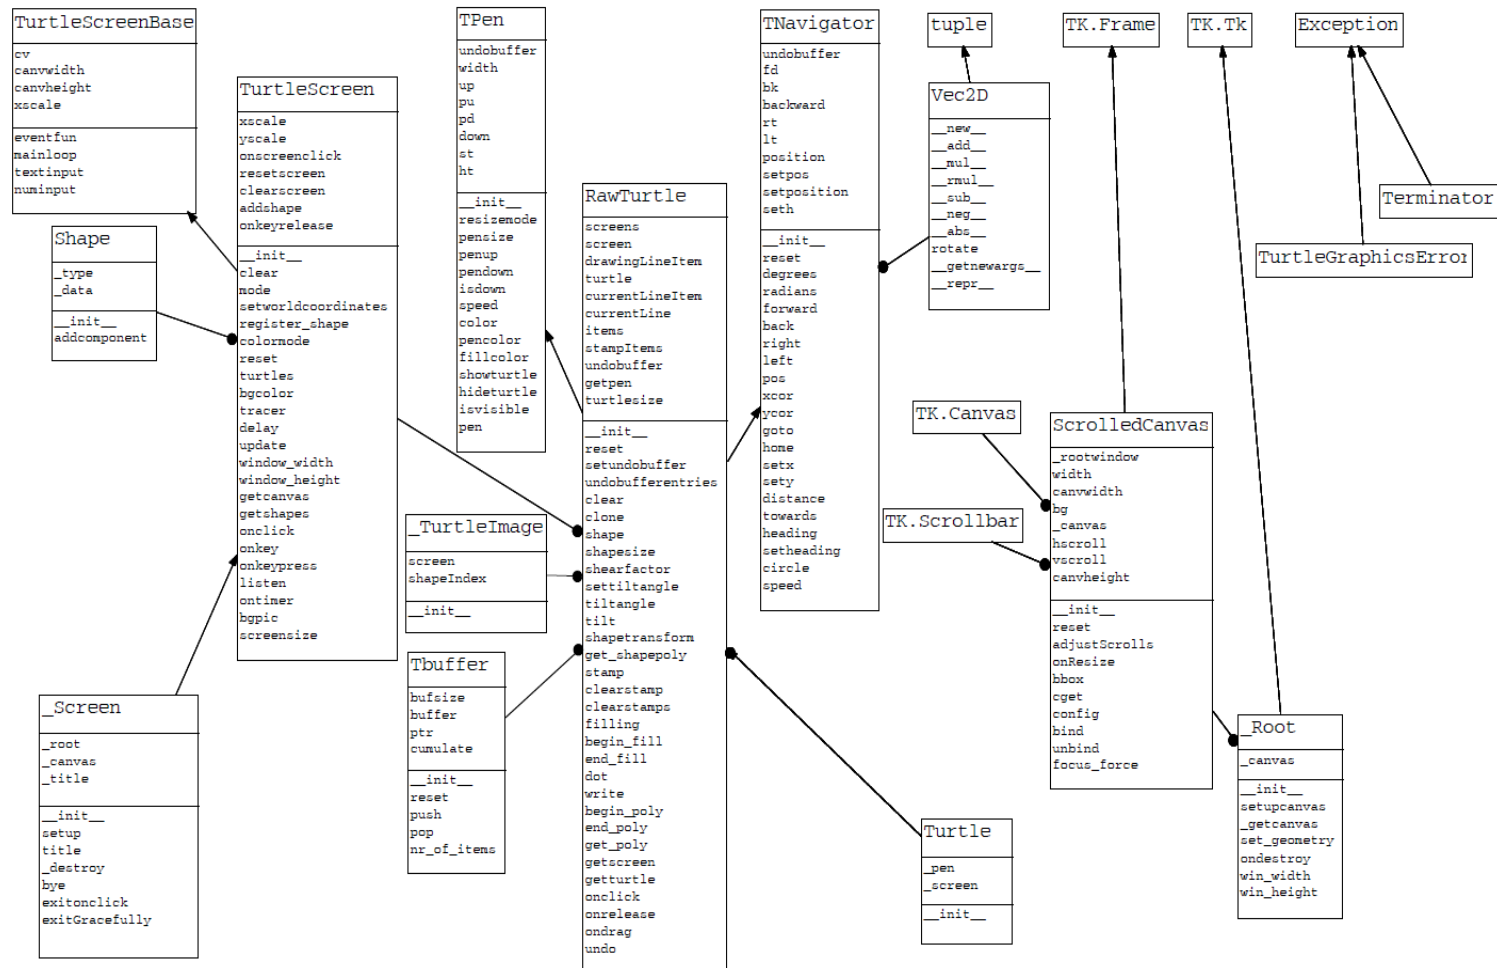 TurtleScreenBase
cv
canvwidth
canvheight
xscale
eventfun
mainloop
textinput
numinput
Shape
_type
_data
__init__
addcomponent
_Screen
_root
_canvas
_title
__init__
setup
title
_destroy
bye
exitonclick
exitGracefully
TurtleScreen
xscale
yscale
onscreenclick
resetscreen
clearscreen
addshape
onkeyrelease
__init__
clear
mode
setworldcoordinates
register_shape
colormode
reset
turtles
bgcolor
tracer
delay
update
window_width
window_height
getcanvas
getshapes
onclick
onkey
onkeypress
listen
ontimer
bgpic
screensize
TPen
undobuffer
width
up
pu
pd
down
st
ht
__init__
resizemode
pensize
penup
pendown
isdown
speed
color
pencolor
fillcolor
showturtle
hideturtle
isvisible
pen
_TurtleImage
screen
shapeIndex
__init__
Tbuffer
bufsize
buffer
ptr
cumulate
__init__
reset
push
pop
nr_of_items
RawTurtle
screens
screen
drawingLineItem
turtle
currentLineItem
currentLine
items
stampItems
undobuffer
getpen
turtlesize
__init__
reset
setundobuffer
undobufferentries
clear
clone
shape
shapesize
shearfactor
settiltangle
tiltangle
tilt
shapetransform
get_shapepoly
stamp
clearstamp
clearstamps
filling
begin_fill
end_fill
dot
write
begin_poly
end_poly
get_poly
getscreen
getturtle
onclick
onrelease
ondrag
undo
TNavigator
undobuffer
fd
bk
backward
rt
lt
position
setpos
setposition
seth
__init__
reset
degrees
radians
forward
back
right
left
pos
xcor
ycor
goto
home
setx
sety
distance
towards
heading
setheading
circle
speed
tuple
Vec2D
__new__
__add__
__mul__
__rmul__
__sub__
__neg__
__abs__
rotate
__getnewargs__
__repr__
Turtle
_pen
_screen
__init__
TK.Canvas
TK.Scrollbar
TK.Frame
ScrolledCanvas
_rootwindow
width
canvwidth
bg
_canvas
hscroll
vscroll
canvheight
__init__
reset
adjustScrolls
onResize
bbox
cget
config
bind
unbind
focus_force
TK.Tk
_Root
_canvas
__init__
setupcanvas
_getcanvas
set_geometry
ondestroy
win_width
win_height
Exception
Terminator
TurtleGraphicsError